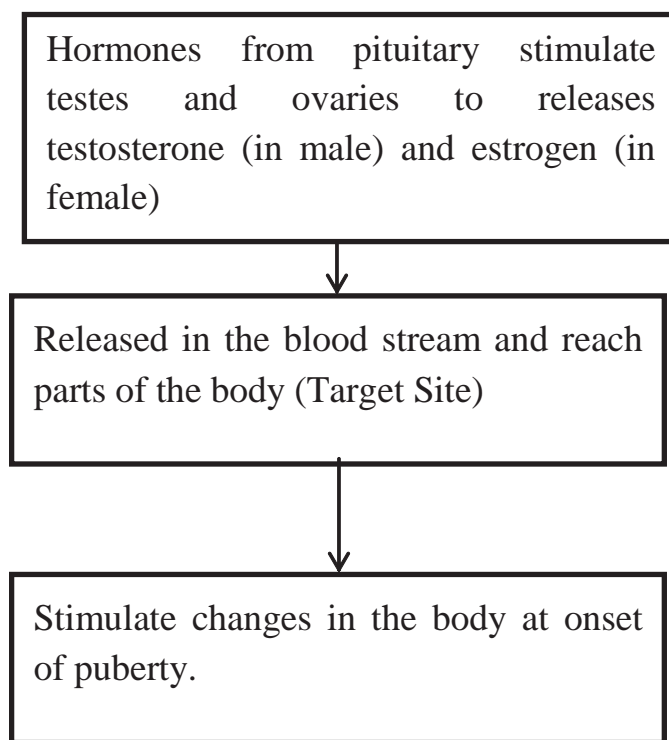 Hormones from pituitary stimulate
testes and ovaries to releases
testosterone (in male) and estrogen (in
female)
Released in the blood stream and reach
parts of the body (Target Site)
Stimulate changes in the body at onset
of puberty.